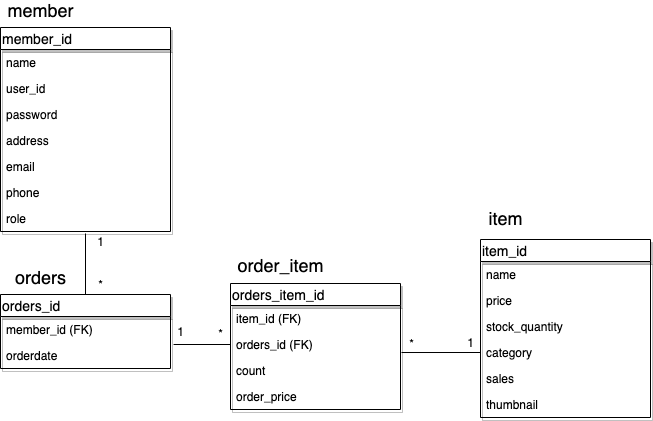 member
member_id
name
user_id
password
address
email
phone
role
1
*
orders
orders_id
member_id (FK)
orderdate
1
*
order_item
orders_item_id
item_id (FK)
orders_id (FK)
count
order_price
*
1
item
item_id
name
price
stock_quantity
category
sales
thumbnail